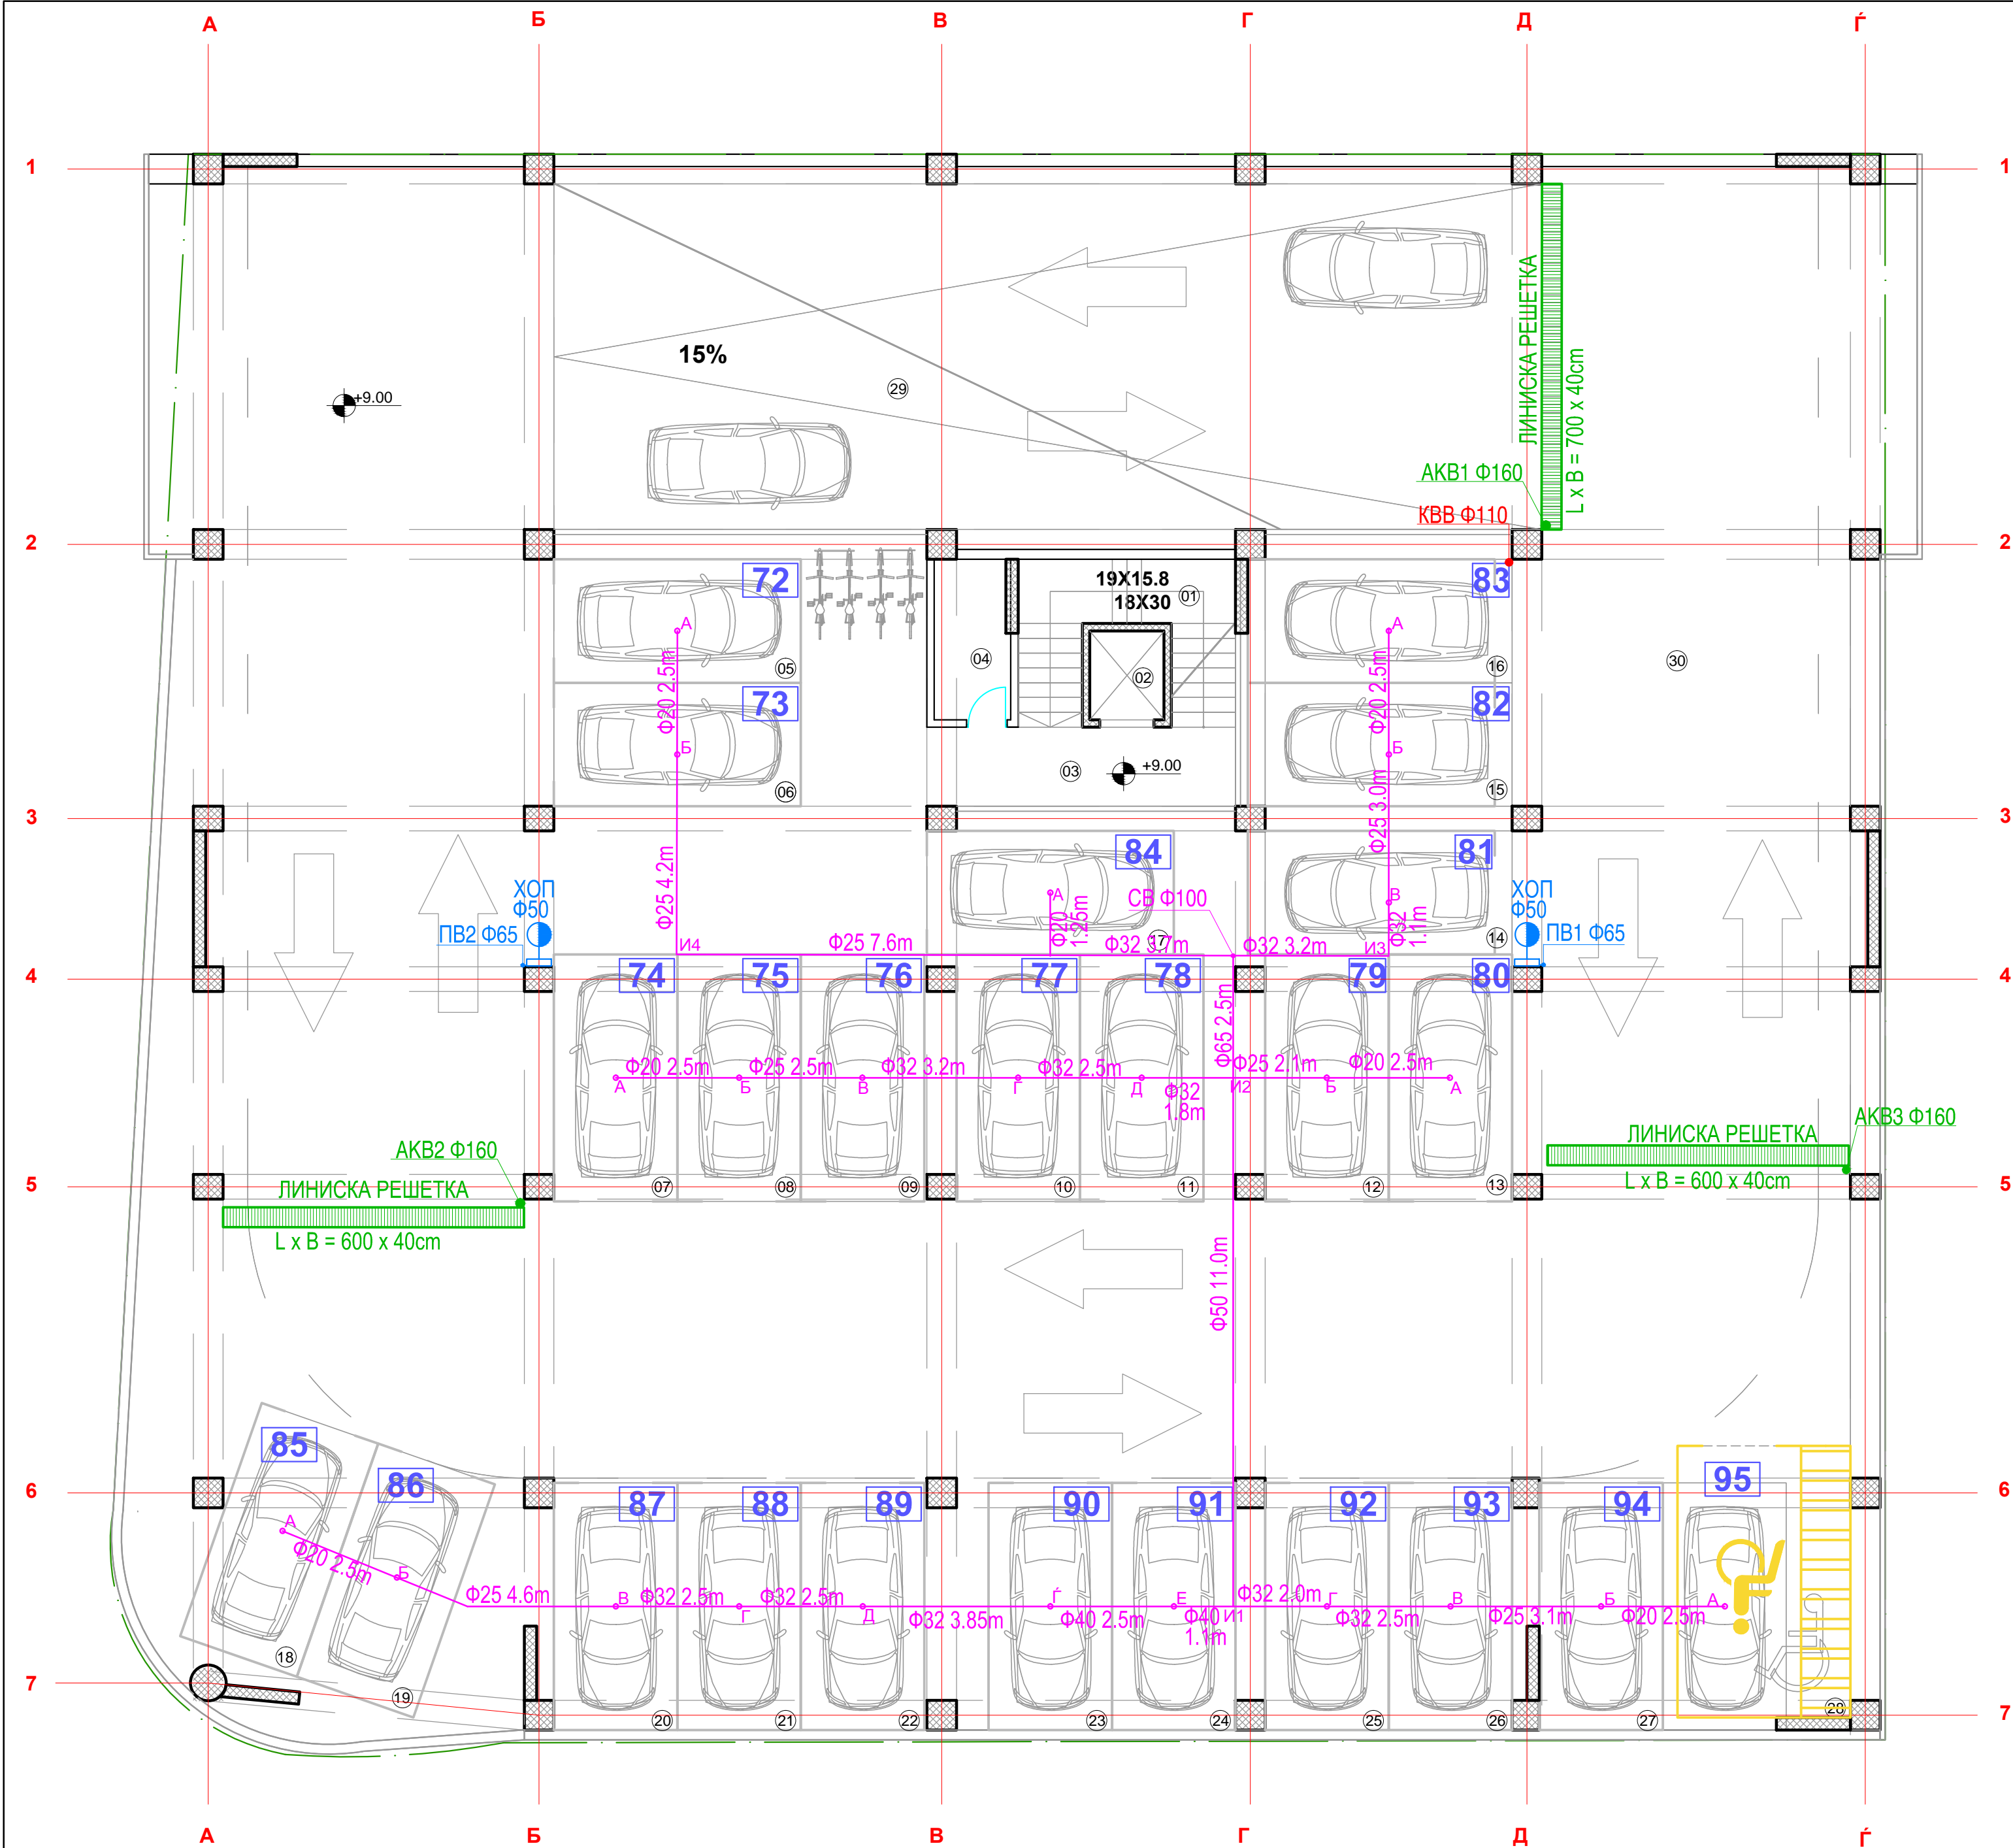 А Б В Г Д Ѓ
1 1
15%
29
+9.00
ЛИНИСКА РЕШЕТКА
L x B = 700 x 40cm
АКВ1 Ф160
КВВ Ф110
2 2
72
83
19X15.8
18X30
01
А
А
05
04
02
16
30
Ф20 2.5m
Ф20 2.5m
73
82
Б
Б
03
+9.00
06
15
3 3
Ф25 3.0m
84
81
ХОП
Ф50
ПВ2 Ф65
Ф25 4.2m
А
Ф20
1.25m
СВ Ф100
В
Ф32
1.1m
ХОП
Ф50
ПВ1 Ф65
И4
Ф25 7.6m
17
Ф32 3.7m
Ф32 3.2m
И3
14
4 4
74 75 76 77 78 79 80
Ф65 2.5m
Ф20 2.5m Ф25 2.5m Ф32 3.2m Ф32 2.5m Ф25 2.1m Ф20 2.5m
А Б В Г Д И2 Б А
Ф32
1.8m
АКВ2 Ф160
АКВ3 Ф160
ЛИНИСКА РЕШЕТКА
L x B = 600 x 40cm
5 5
07 08 09 10 11 12 13
ЛИНИСКА РЕШЕТКА
L x B = 600 x 40cm
Ф50 11.0m
85
86
95
6 6
87 88 89 90 91 92 93 94
А
Ф20 2.5m
Б
Ф25 4.6m
В
Ф32 2.5m
Г
Ф32 2.5m
Д
Ф32 3.85m
Ѓ
Ф40 2.5m
Е
Ф40
1.1m
И1
Ф32 2.0m
Г
Ф32 2.5m
В
Ф25 3.1m
Б
Ф20 2.5m
А
18
19
7 7
20 21 22 23 24 25 26 27 28
А Б В Г Д Ѓ